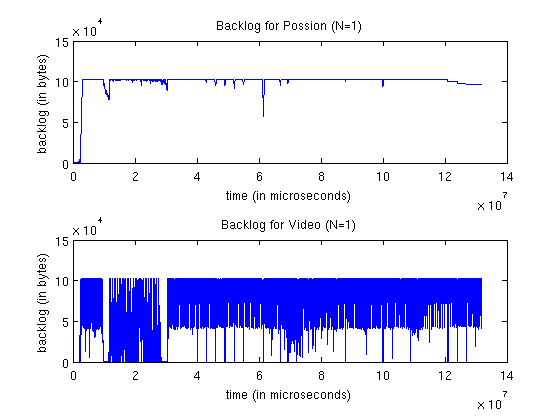 Backlog for Possion (N=1)
× 10^4
15
10
5
0
backlog (in bytes)
0 2 4 6 8 10 12 14
time (in microseconds)
× 10^7
Backlog for Video (N=1)
× 10^4
15
10
5
0
backlog (in bytes)
0 2 4 6 8 10 12 14
time (in microseconds)
× 10^7